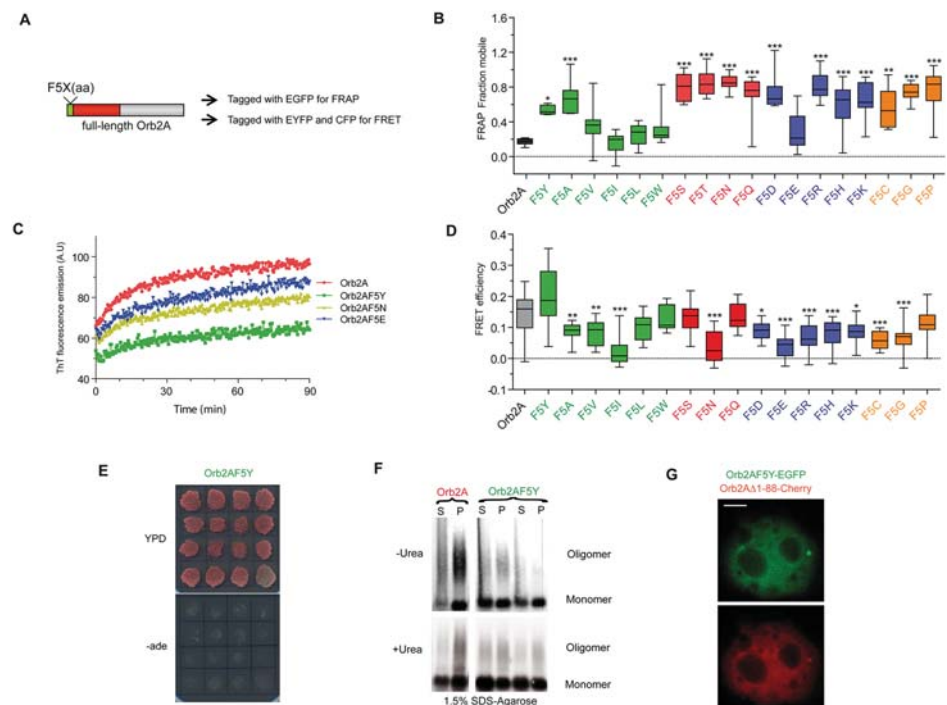 A
F5X(aa)
full-length Orb2A
Tagged with EGFP for FRAP
Tagged with EYFP and CFP for FRET
B
FRAP Fraction mobile
1.6
1.2
0.8
0.4
0.0
* *** *** *** *** *** *** *** *** *** ** *** ***
Orb2A F5Y F5A F5V F5I F5L F5W F5S F5T F5N F5Q F5D F5E F5R F5H F5K F5C F5G F5P
C
ThT fluorescence emission (A.U)
100
80
60
40
0 30 60 90
Time (min)
Orb2A
Orb2AF5Y
Orb2AF5N
Orb2AF5E
D
FRET efficiency
0.4
0.3
0.2
0.1
0.0
-0.1
** ** *** *** * *** *** *** * *** ***
Orb2A F5Y F5A F5V F5I F5L F5W F5S F5N F5Q F5D F5E F5R F5H F5K F5C F5G F5P
E
Orb2AF5Y
YPD
-ade
F
Orb2A Orb2AF5Y
S P S P S P
-Urea
Oligomer
Monomer
+Urea
Oligomer
Monomer
1.5% SDS-Agarose
G
Orb2AF5Y-EGFP
Orb2AΔ1-88-Cherry